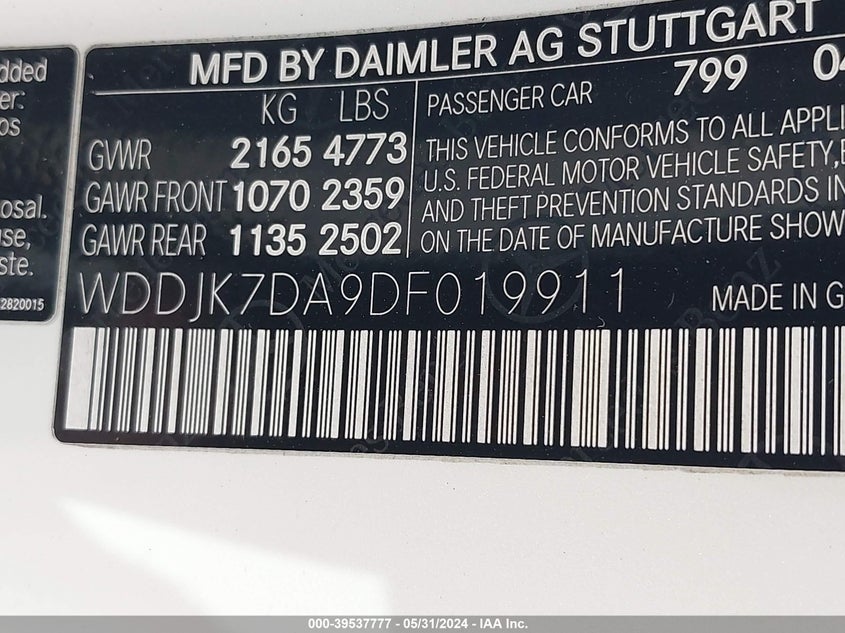 MFD BY DAIMLER AG STUTTGART
KG LBS
GVWR 2165 4773
GAWR FRONT 1070 2359
GAWR REAR 1135 2502
PASSENGER CAR 799 04
THIS VEHICLE CONFORMS TO ALL APPLI
U.S. FEDERAL MOTOR VEHICLE SAFETY,
AND THEFT PREVENTION STANDARDS IN
ON THE DATE OF MANUFACTURE SHOW
WDDJK7DA9DF019911 MADE IN G
dded
er:
os
osal.
use,
ste.
2820015
000-39537777 - 05/31/2024 - IAA Inc.